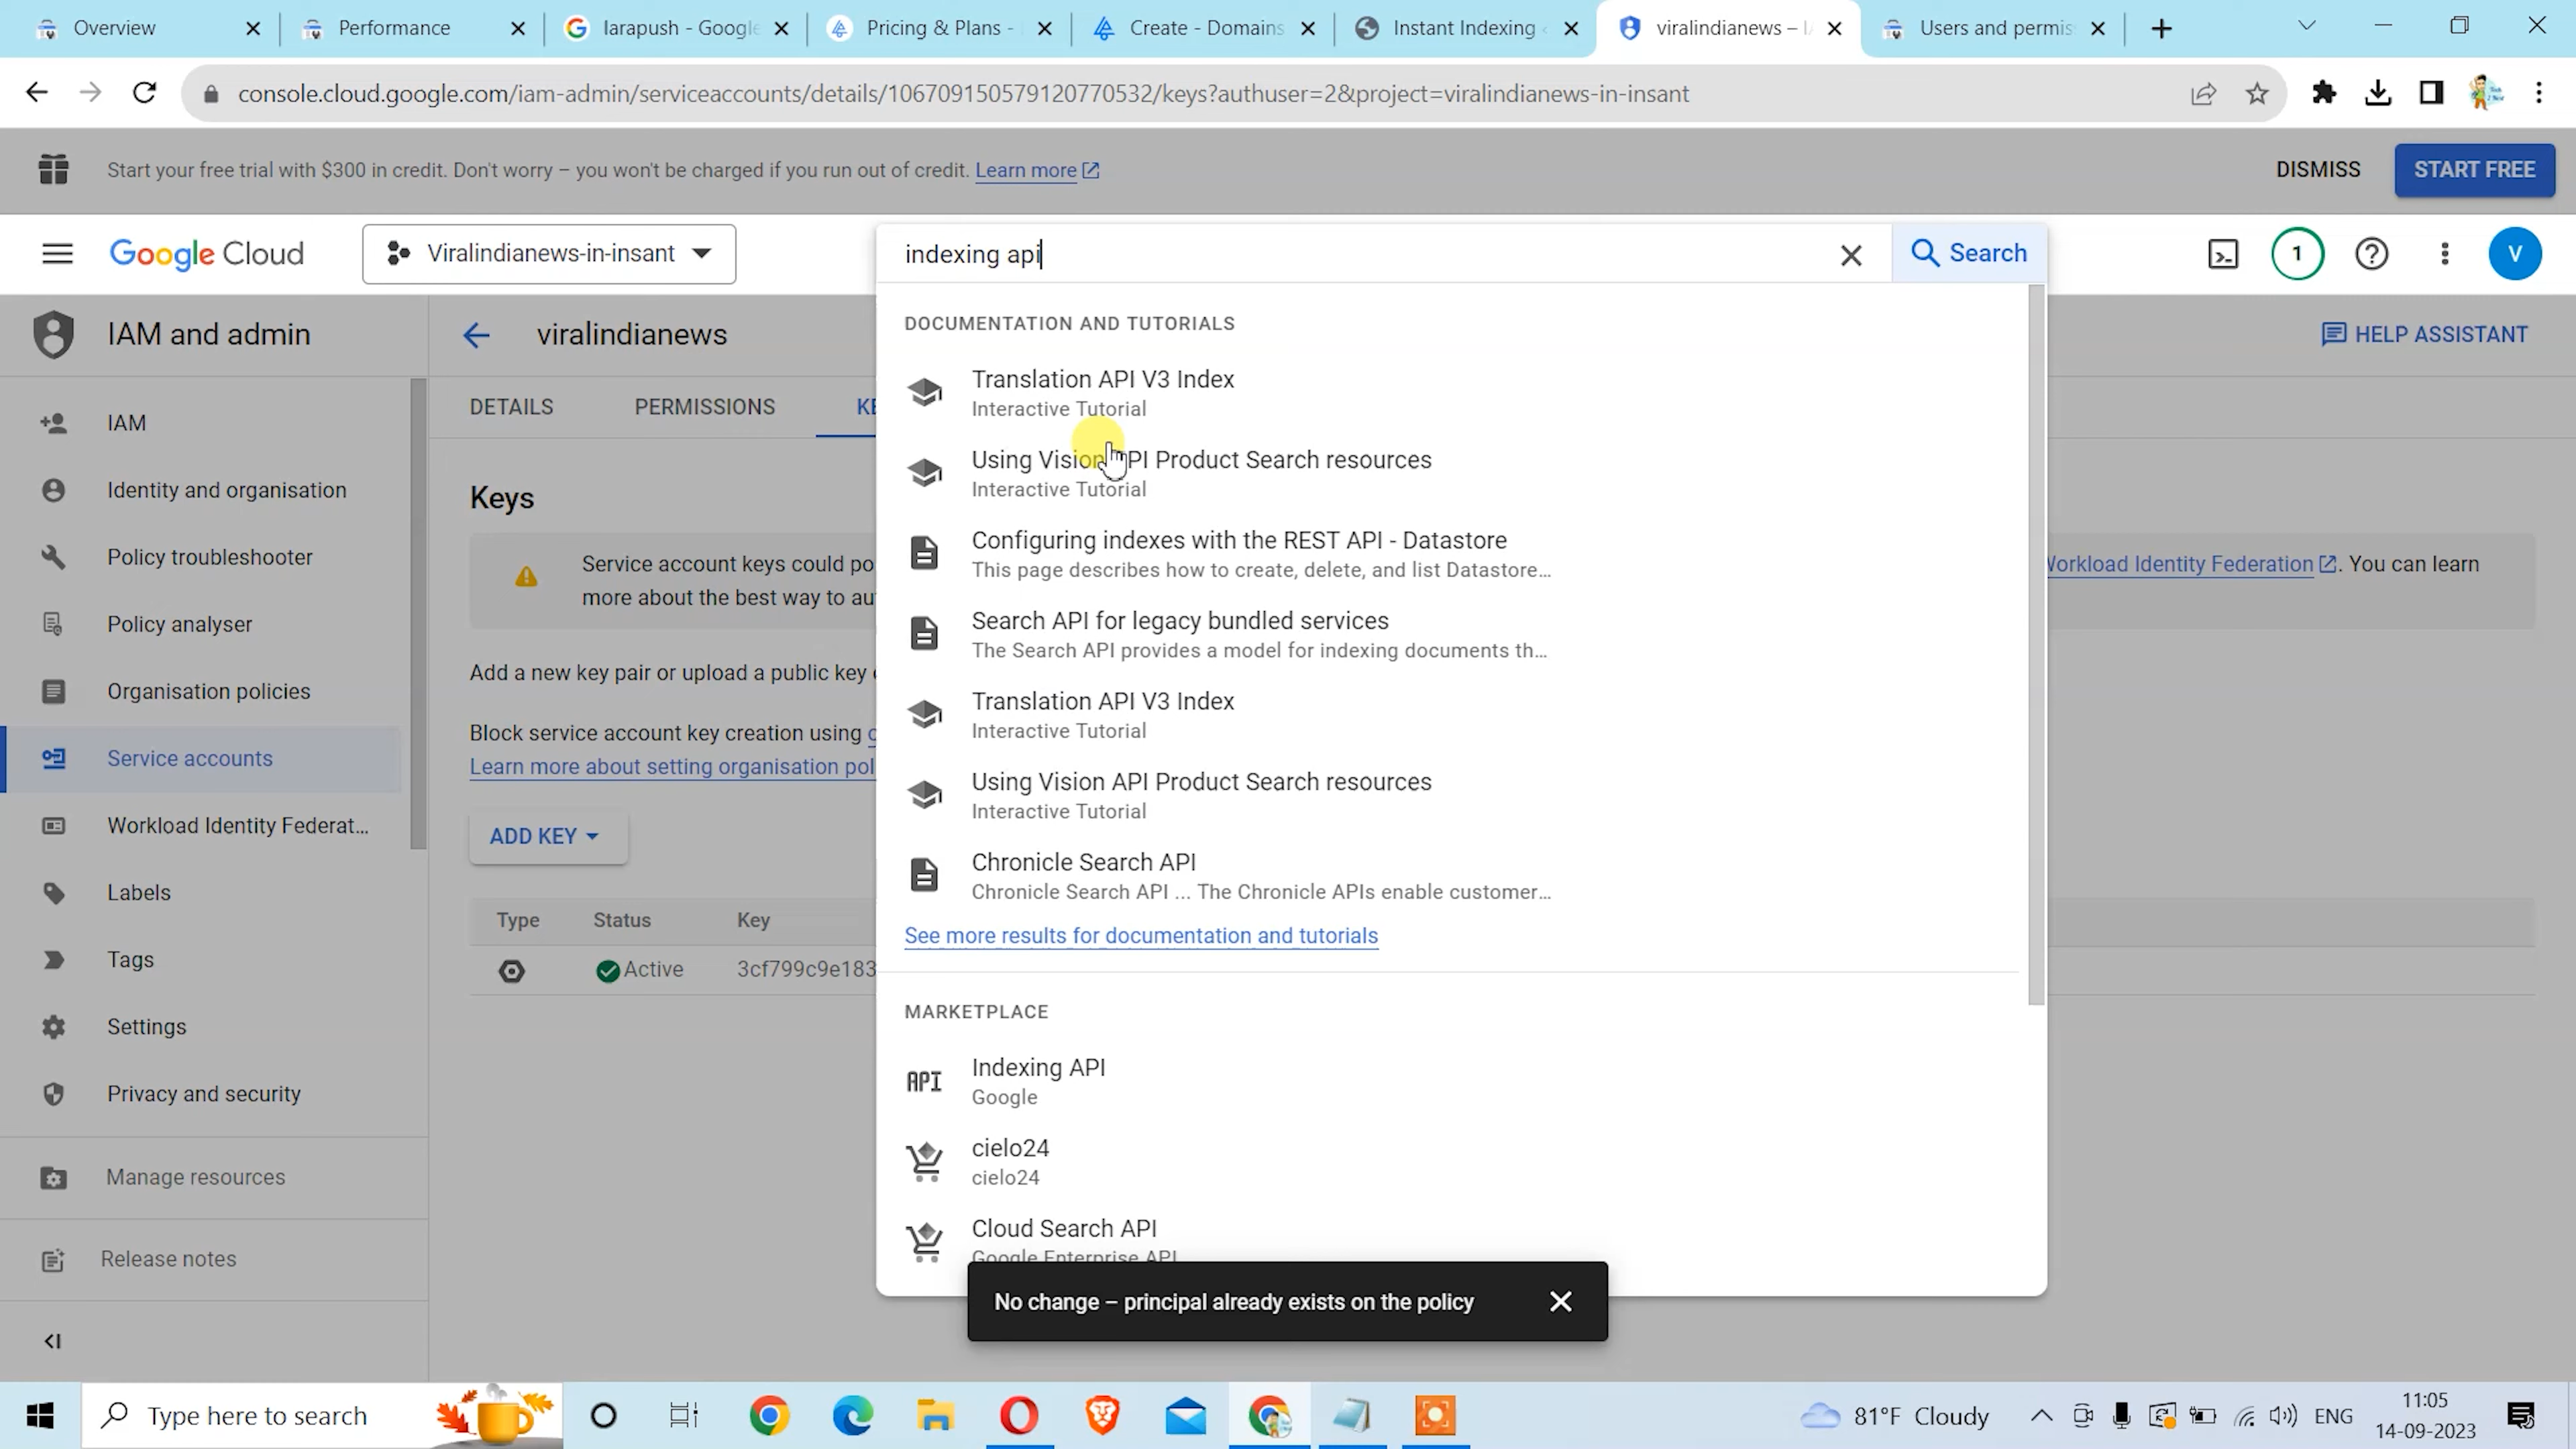 Overview
Performance
larapush - Google
Pricing & Plans -
Create - Domains
Instant Indexing
viralindianews –
Users and permis
console.cloud.google.com/iam-admin/serviceaccounts/details/106709150579120770532/keys?authuser=2&project=viralindianews-in-insant
Start your free trial with $300 in credit. Don't worry – you won't be charged if you run out of credit. Learn more
DISMISS
START FREE
Google Cloud
Viralindianews-in-insant
indexing api
Search
1
V
IAM and admin
viralindianews
HELP ASSISTANT
DETAILS
PERMISSIONS
KE
IAM
Identity and organisation
Policy troubleshooter
Policy analyser
Organisation policies
Service accounts
Workload Identity Federat...
Labels
Tags
Settings
Privacy and security
Manage resources
Release notes
Keys
Service account keys could po
Workload Identity Federation. You can learn
more about the best way to au
Add a new key pair or upload a public key
Block service account key creation using
Learn more about setting organisation pol
ADD KEY
Type Status Key
Active 3cf799c9e183
DOCUMENTATION AND TUTORIALS
Translation API V3 Index
Interactive Tutorial
Using Vision API Product Search resources
Interactive Tutorial
Configuring indexes with the REST API - Datastore
This page describes how to create, delete, and list Datastore...
Search API for legacy bundled services
The Search API provides a model for indexing documents th...
Translation API V3 Index
Interactive Tutorial
Using Vision API Product Search resources
Interactive Tutorial
Chronicle Search API
Chronicle Search API ... The Chronicle APIs enable customer...
See more results for documentation and tutorials
MARKETPLACE
API
Indexing API
Google
cielo24
cielo24
Cloud Search API
Google Enterprise API
No change – principal already exists on the policy
Type here to search
81°F Cloudy
ENG
11:05
14-09-2023